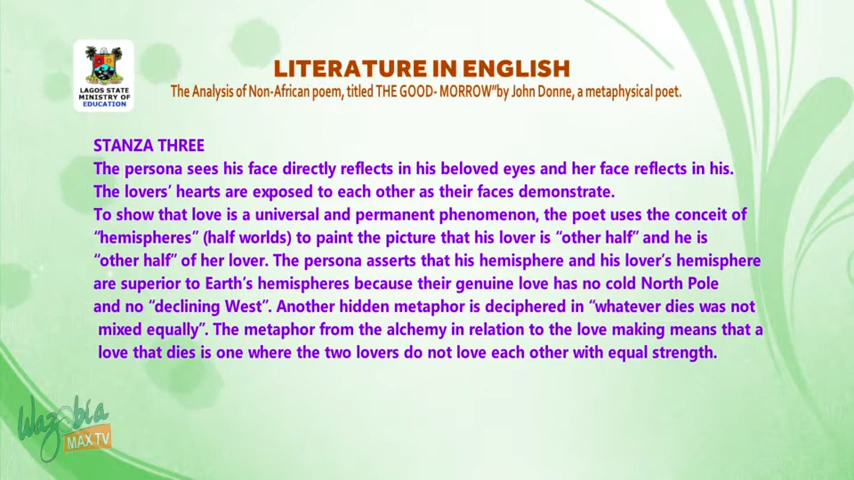 LITERATURE IN ENGLISH
The Analysis of Non-African poem, titled THE GOOD- MORROW"by John Donne, a metaphysical poet.
LAGOS STATE
MINISTRY OF
EDUCATION
STANZA THREE
The persona sees his face directly reflects in his beloved eyes and her face reflects in his.
The lovers' hearts are exposed to each other as their faces demonstrate.
To show that love is a universal and permanent phenomenon, the poet uses the conceit of
“hemispheres” (half worlds) to paint the picture that his lover is “other half” and he is
“other half” of her lover. The persona asserts that his hemisphere and his lover’s hemisphere
are superior to Earth’s hemispheres because their genuine love has no cold North Pole
and no “declining West”. Another hidden metaphor is deciphered in “whatever dies was not
mixed equally”. The metaphor from the alchemy in relation to the love making means that a
love that dies is one where the two lovers do not love each other with equal strength.
Wazobia
MAX TV